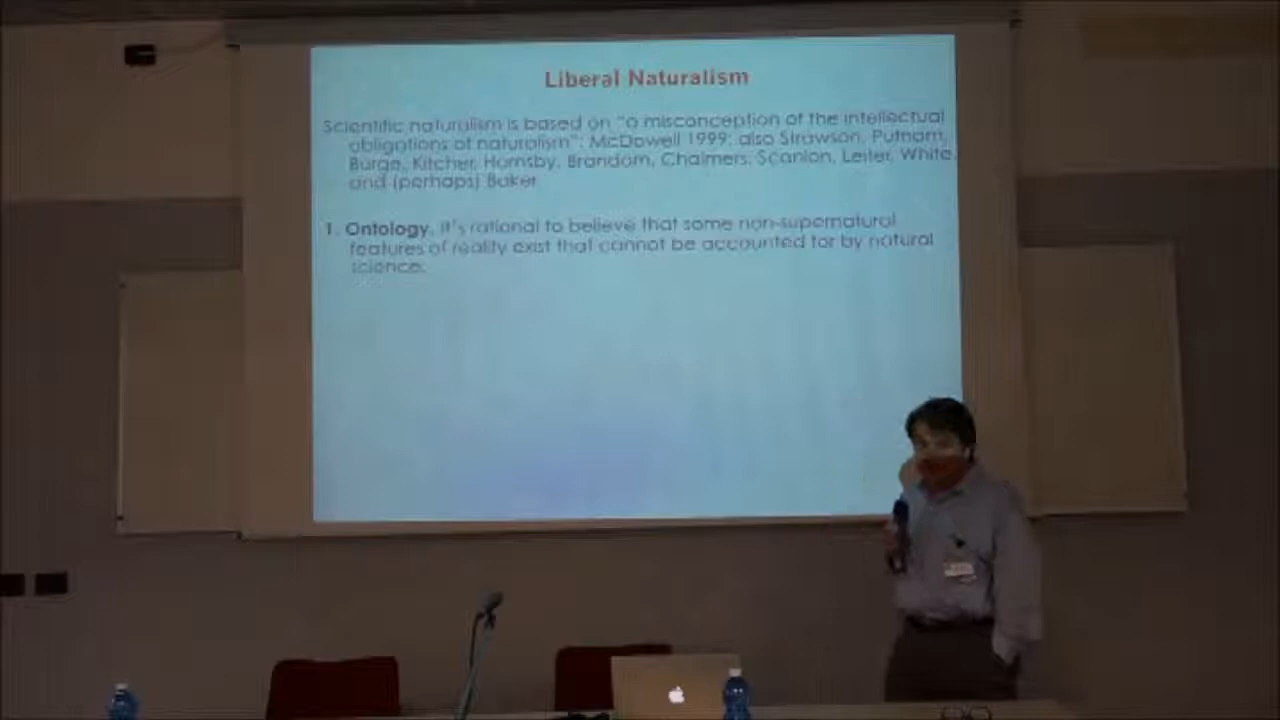 Liberal Naturalism
Scientific naturalism is based on "a misconception of the intellectual
obligations of naturalism": McDowell 1999; also Strawson, Putnam,
Burge, Kitcher, Hornsby, Brandom, Chalmers, Scanlon, Leiter, White,
and (perhaps) Baker
1. Ontology. It's rational to believe that some non-supernatural
features of reality exist that cannot be accounted for by natural
science.